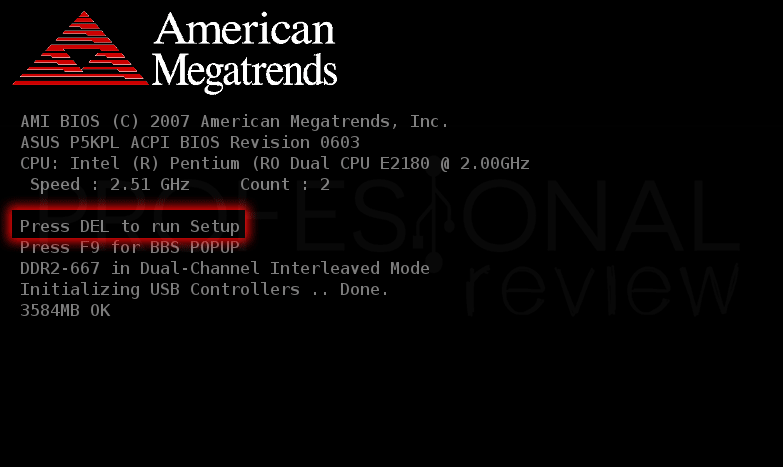 American
Megatrends
AMI BIOS (C) 2007 American Megatrends, Inc.
ASUS P5KPL ACPI BIOS Revision 0603
CPU: Intel (R) Pentium (RO Dual CPU E2180 @ 2.00GHz
Speed : 2.51 GHz Count : 2
PROFESIONAL
review
Press DEL to run Setup
Press F9 for BBS POPUP
DDR2-667 in Dual-Channel Interleaved Mode
Initializing USB Controllers .. Done.
3584MB OK